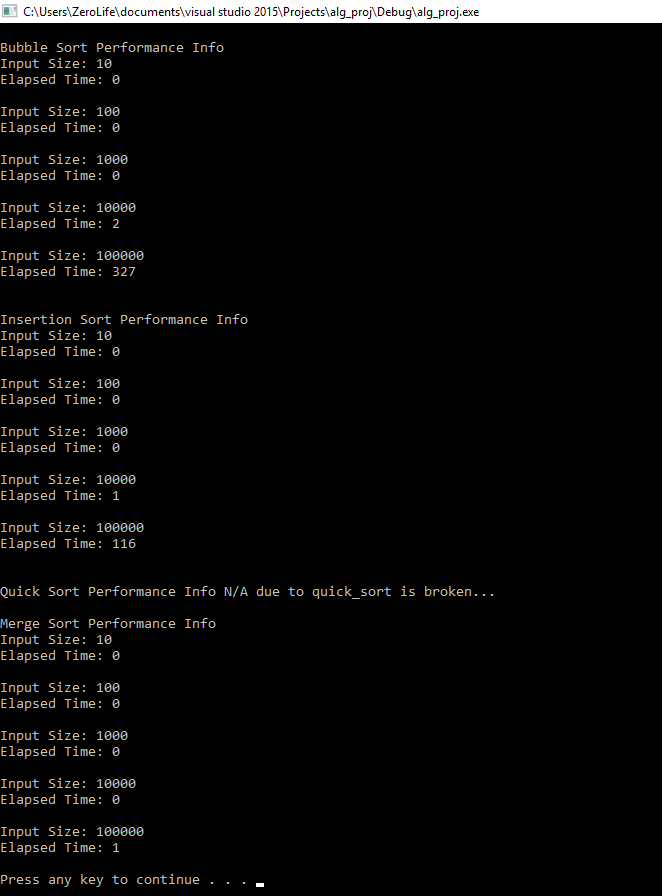 C:\Users\ZeroLife\documents\visual studio 2015\Projects\alg_proj\Debug\alg_proj.exe
Bubble Sort Performance Info
Input Size: 10
Elapsed Time: 0
Input Size: 100
Elapsed Time: 0
Input Size: 1000
Elapsed Time: 0
Input Size: 10000
Elapsed Time: 2
Input Size: 100000
Elapsed Time: 327
Insertion Sort Performance Info
Input Size: 10
Elapsed Time: 0
Input Size: 100
Elapsed Time: 0
Input Size: 1000
Elapsed Time: 0
Input Size: 10000
Elapsed Time: 1
Input Size: 100000
Elapsed Time: 116
Quick Sort Performance Info N/A due to quick_sort is broken...
Merge Sort Performance Info
Input Size: 10
Elapsed Time: 0
Input Size: 100
Elapsed Time: 0
Input Size: 1000
Elapsed Time: 0
Input Size: 10000
Elapsed Time: 0
Input Size: 100000
Elapsed Time: 1
Press any key to continue . . .